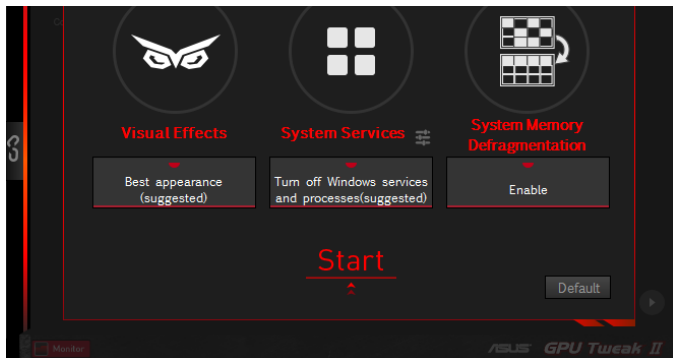 Visual Effects
System Services
System Memory
Defragmentation
Best appearance
(suggested)
Turn off Windows services
and processes(suggested)
Enable
Start
Default
Monitor
ASUS GPU Tweak II